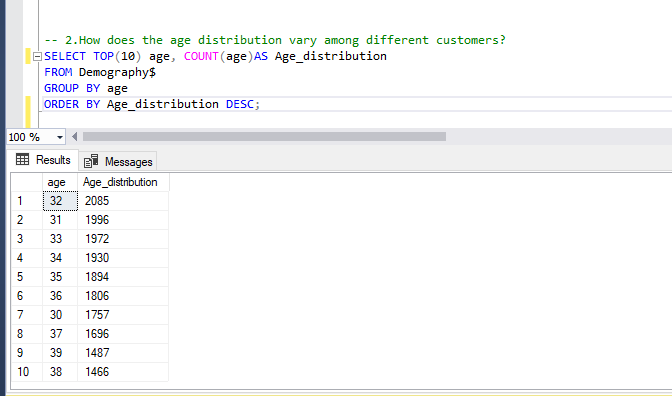 -- 2.How does the age distribution vary among different customers?
SELECT TOP(10) age, COUNT(age)AS Age_distribution
FROM Demography$
GROUP BY age
ORDER BY Age_distribution DESC;
100 %
Results Messages
age Age_distribution
1 32 2085
2 31 1996
3 33 1972
4 34 1930
5 35 1894
6 36 1806
7 30 1757
8 37 1696
9 39 1487
10 38 1466